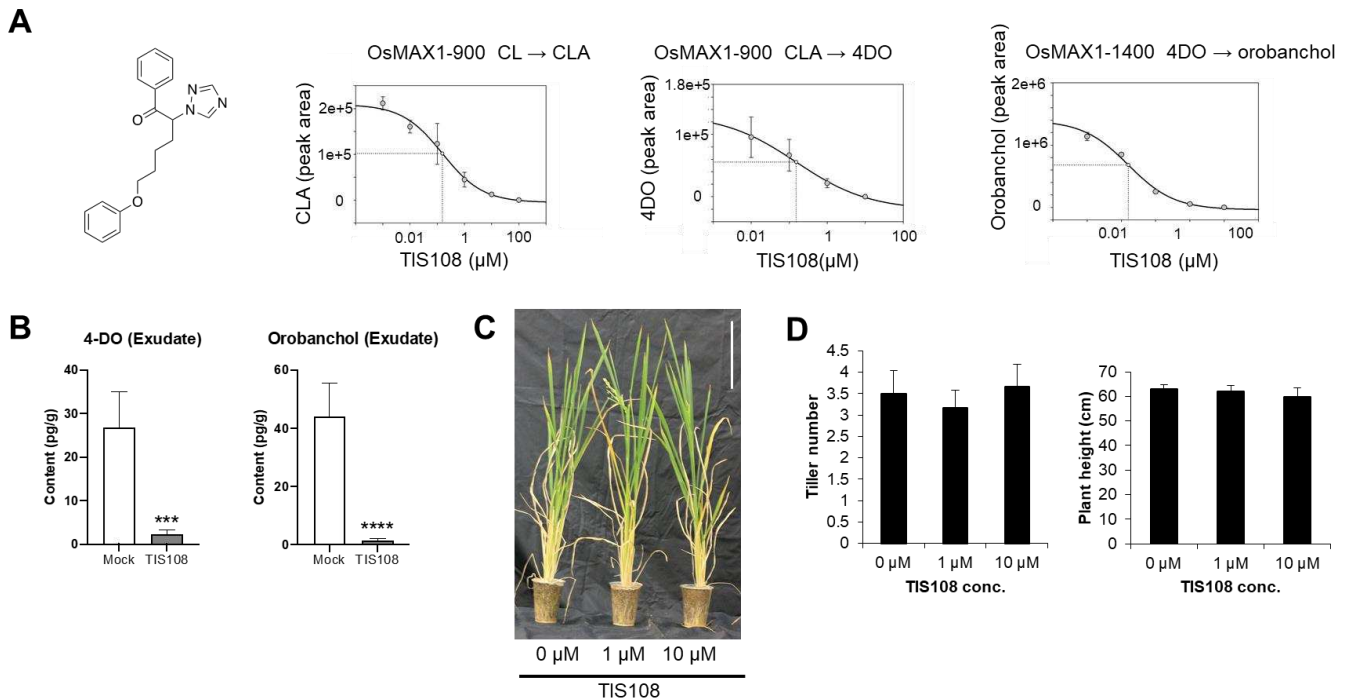 A
O
N
N
N
O
OsMAX1-900 CL → CLA
CLA (peak area)
2e+5
1e+5
0
0.01 1 100
TIS108 (µM)
OsMAX1-900 CLA → 4DO
4DO (peak area)
1.8e+5
1e+5
0
0.01 1 100
TIS108(µM)
OsMAX1-1400 4DO → orobanchol
Orobanchol (peak area)
2e+6
1e+6
0
0.01 1 100
TIS108 (µM)
B
4-DO (Exudate)
Content (pg/g)
40
30
20
10
0
***
Mock TIS108
Orobanchol (Exudate)
Content (pg/g)
60
40
20
0
****
Mock TIS108
C
0 µM 1 µM 10 µM
TIS108
D
Tiller number
4.5
4
3.5
3
2.5
2
1.5
1
0.5
0
0 µM 1 µM 10 µM
TIS108 conc.
Plant height (cm)
70
60
50
40
30
20
10
0
0 µM 1 µM 10 µM
TIS108 conc.